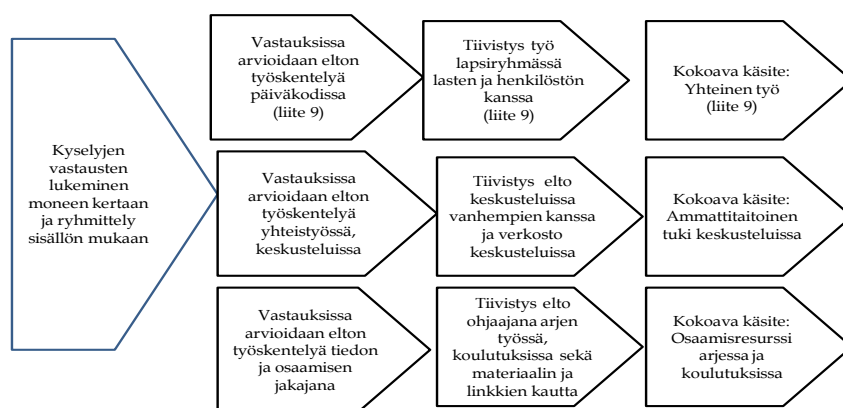 Kyselyjen
vastausten
lukeminen
moneen kertaan
ja ryhmittely
sisällön mukaan
Vastauksissa
arvioidaan elton
työskentelyä
päiväkodissa
(liite 9)
Tiivistys työ
lapsiryhmässä
lasten ja henkilöstön
kanssa
(liite 9)
Kokoava käsite:
Yhteinen työ
(liite 9)
Vastauksissa
arvioidaan elton
työskentelyä
yhteistyössä,
keskusteluissa
Tiivistys elto
keskusteluissa
vanhempien kanssa
ja verkosto
keskusteluissa
Kokoava käsite:
Ammattitaitoinen
tuki keskusteluissa
Vastauksissa
arvioidaan elton
työskentelyä tiedon
ja osaamisen
jakajana
Tiivistys elto
ohjaajana arjen
työssä,
koulutuksissa sekä
materiaalin ja
linkkien kautta
Kokoava käsite:
Osaamisresurssi
arjessa ja
koulutuksissa